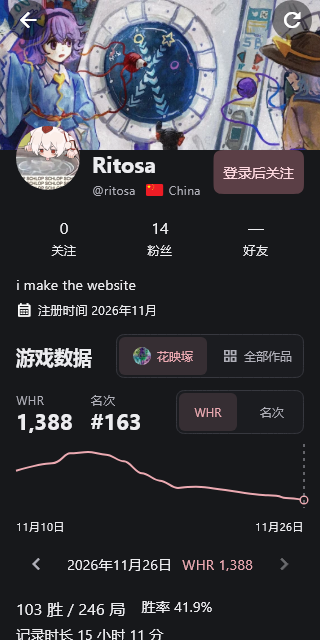 Ritosa
@ritosa China
登录后关注
0 14 —
关注 粉丝 好友
i make the website
注册时间 2026年11月
游戏数据 花映塚 全部作品
WHR 名次
1,388 #163
WHR 名次
11月10日 11月26日
2026年11月26日 WHR 1,388
103 胜 / 246 局 胜率 41.9%
记录时长 15 小时 11 分